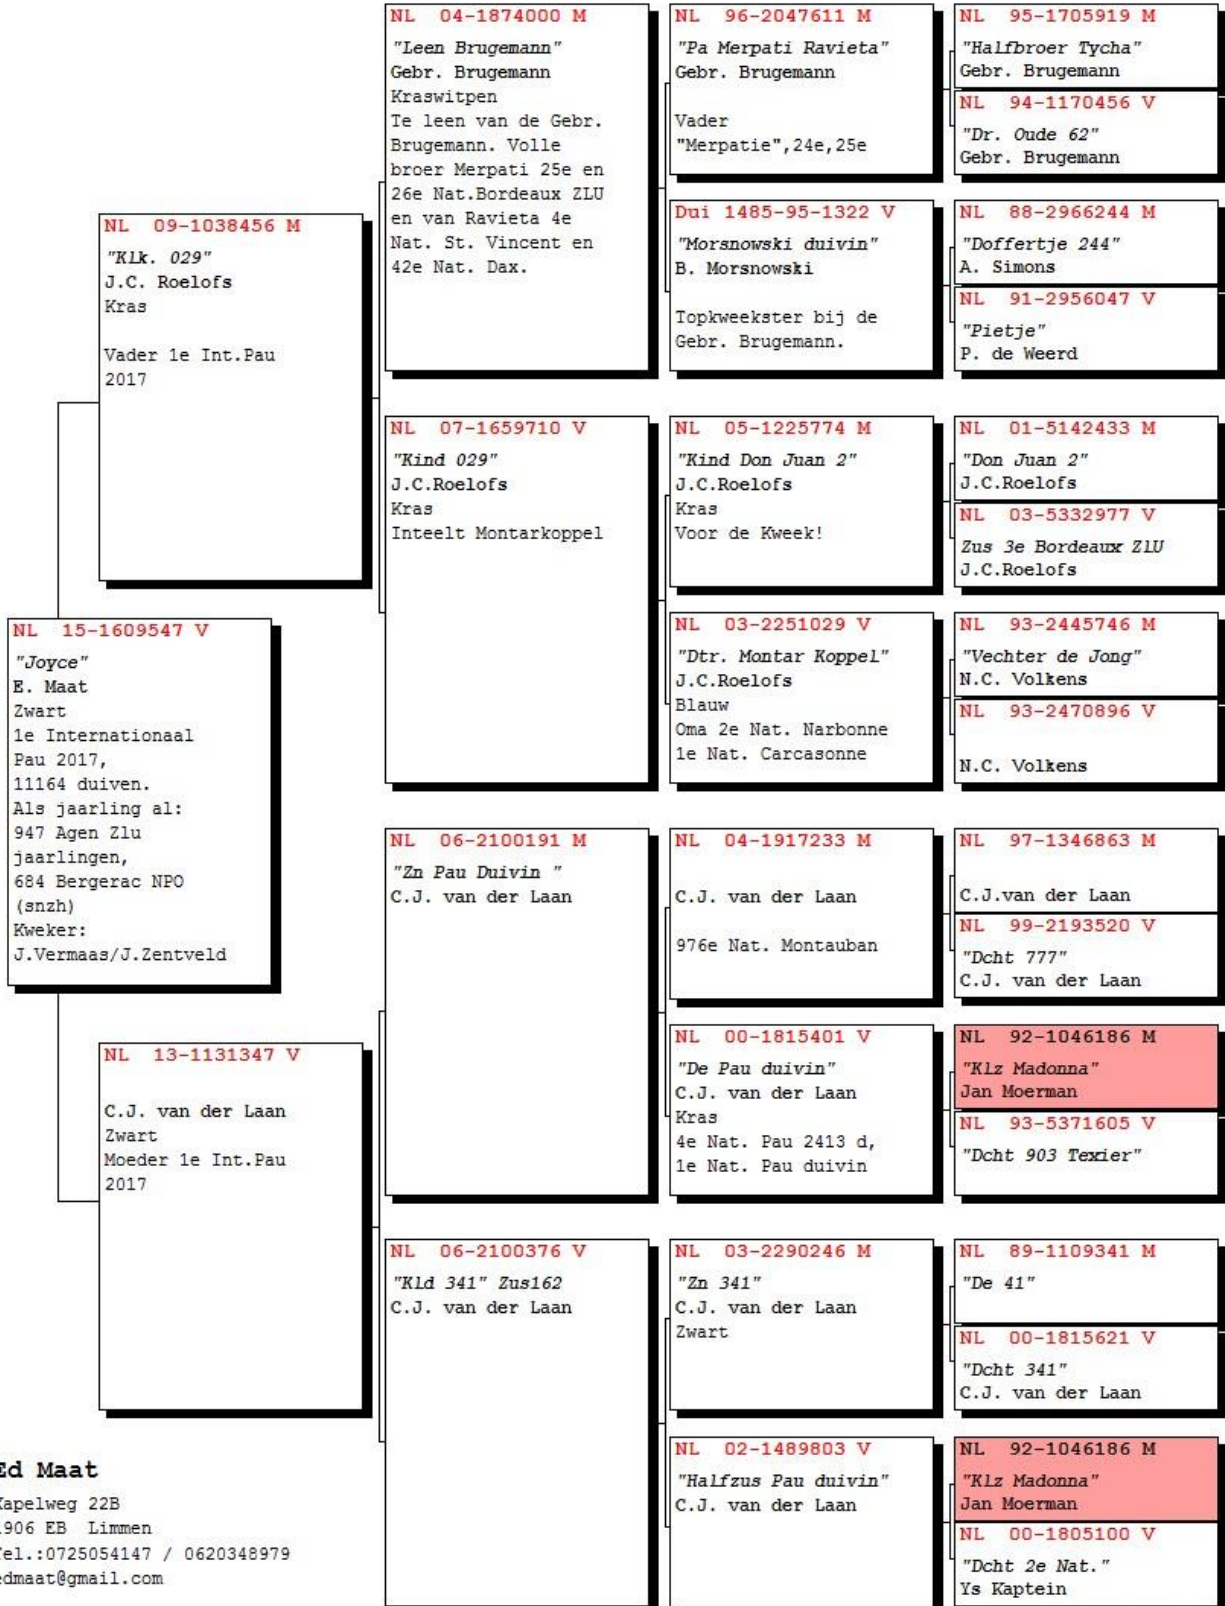 NL 15-1609547 V
"Joyce"
E. Maat
Zwart
1e Internationaal
Pau 2017,
11164 duiven.
Als jaarling al:
947 Agen Zlu
jaarlingen,
684 Bergerac NPO
(snzh)
Kweker:
J.Vermaas/J.Zentveld
NL 09-1038456 M
"Klk. 029"
J.C. Roelofs
Kras
Vader 1e Int.Pau
2017
NL 13-1131347 V
C.J. van der Laan
Zwart
Moeder 1e Int.Pau
2017
NL 04-1874000 M
"Leen Brugemann"
Gebr. Brugemann
Kraswitpen
Te leen van de Gebr.
Brugemann. Volle
broer Merpati 25e en
26e Nat.Bordeaux ZLU
en van Ravieta 4e
Nat. St. Vincent en
42e Nat. Dax.
NL 07-1659710 V
"Kind 029"
J.C.Roelofs
Kras
Inteelt Montarkoppel
NL 06-2100191 M
"Zn Pau Duivin "
C.J. van der Laan
NL 06-2100376 V
"Kld 341" Zus162
C.J. van der Laan
NL 96-2047611 M
"Pa Merpati Ravieta"
Gebr. Brugemann
Vader
"Merpatie",24e,25e
Dui 1485-95-1322 V
"Morsnowski duivin"
B. Morsnowski
Topkweekster bij de
Gebr. Brugemann.
NL 05-1225774 M
"Kind Don Juan 2"
J.C.Roelofs
Kras
Voor de Kweek!
NL 03-2251029 V
"Dtr. Montar Koppel"
J.C.Roelofs
Blauw
Oma 2e Nat. Narbonne
1e Nat. Carcasonne
NL 04-1917233 M
C.J. van der Laan
976e Nat. Montauban
NL 00-1815401 V
"De Pau duivin"
C.J. van der Laan
Kras
4e Nat. Pau 2413 d,
1e Nat. Pau duivin
NL 03-2290246 M
"Zn 341"
C.J. van der Laan
Zwart
NL 02-1489803 V
"Halfzus Pau duivin"
C.J. van der Laan
NL 95-1705919 M
"Halfbroer Tycha"
Gebr. Brugemann
NL 94-1170456 V
"Dr. Oude 62"
Gebr. Brugemann
NL 88-2966244 M
"Doffertje 244"
A. Simons
NL 91-2956047 V
"Pietje"
P. de Weerd
NL 01-5142433 M
"Don Juan 2"
J.C.Roelofs
NL 03-5332977 V
Zus 3e Bordeaux ZlU
J.C.Roelofs
NL 93-2445746 M
"Vechter de Jong"
N.C. Volkens
NL 93-2470896 V
N.C. Volkens
NL 97-1346863 M
C.J.van der Laan
NL 99-2193520 V
"Dcht 777"
C.J. van der Laan
NL 92-1046186 M
"Klz Madonna"
Jan Moerman
NL 93-5371605 V
"Dcht 903 Texier"
NL 89-1109341 M
"De 41"
NL 00-1815621 V
"Dcht 341"
C.J. van der Laan
NL 92-1046186 M
"Klz Madonna"
Jan Moerman
NL 00-1805100 V
"Dcht 2e Nat."
Ys Kaptein
Ed Maat
Kapelweg 22B
1906 EB Limmen
Tel.:0725054147 / 0620348979
edmaat@gmail.com